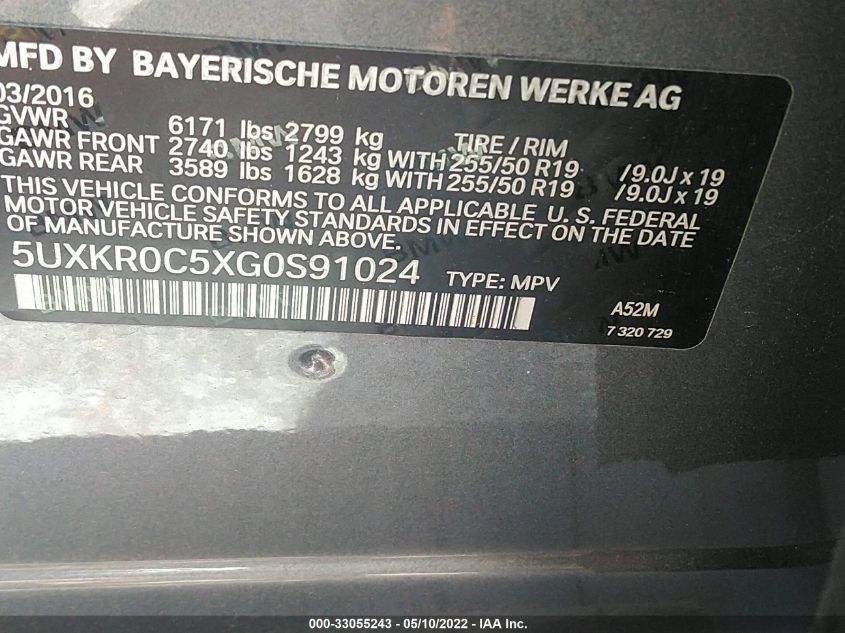 MFD BY BAYERISCHE MOTOREN WERKE AG
03/2016
GVWR 6171 lbs 2799 kg TIRE / RIM
GAWR FRONT 2740 lbs 1243 kg WITH 255/50 R19 /9.0J x 19
GAWR REAR 3589 lbs 1628 kg WITH 255/50 R19 /9.0J x 19
THIS VEHICLE CONFORMS TO ALL APPLICABLE U. S. FEDERAL
MOTOR VEHICLE SAFETY STANDARDS IN EFFECT ON THE DATE
OF MANUFACTURE SHOWN ABOVE.
5UXKR0C5XG0S91024 TYPE: MPV
A52M
7 320 729
000-33055243 - 05/10/2022 - IAA Inc.